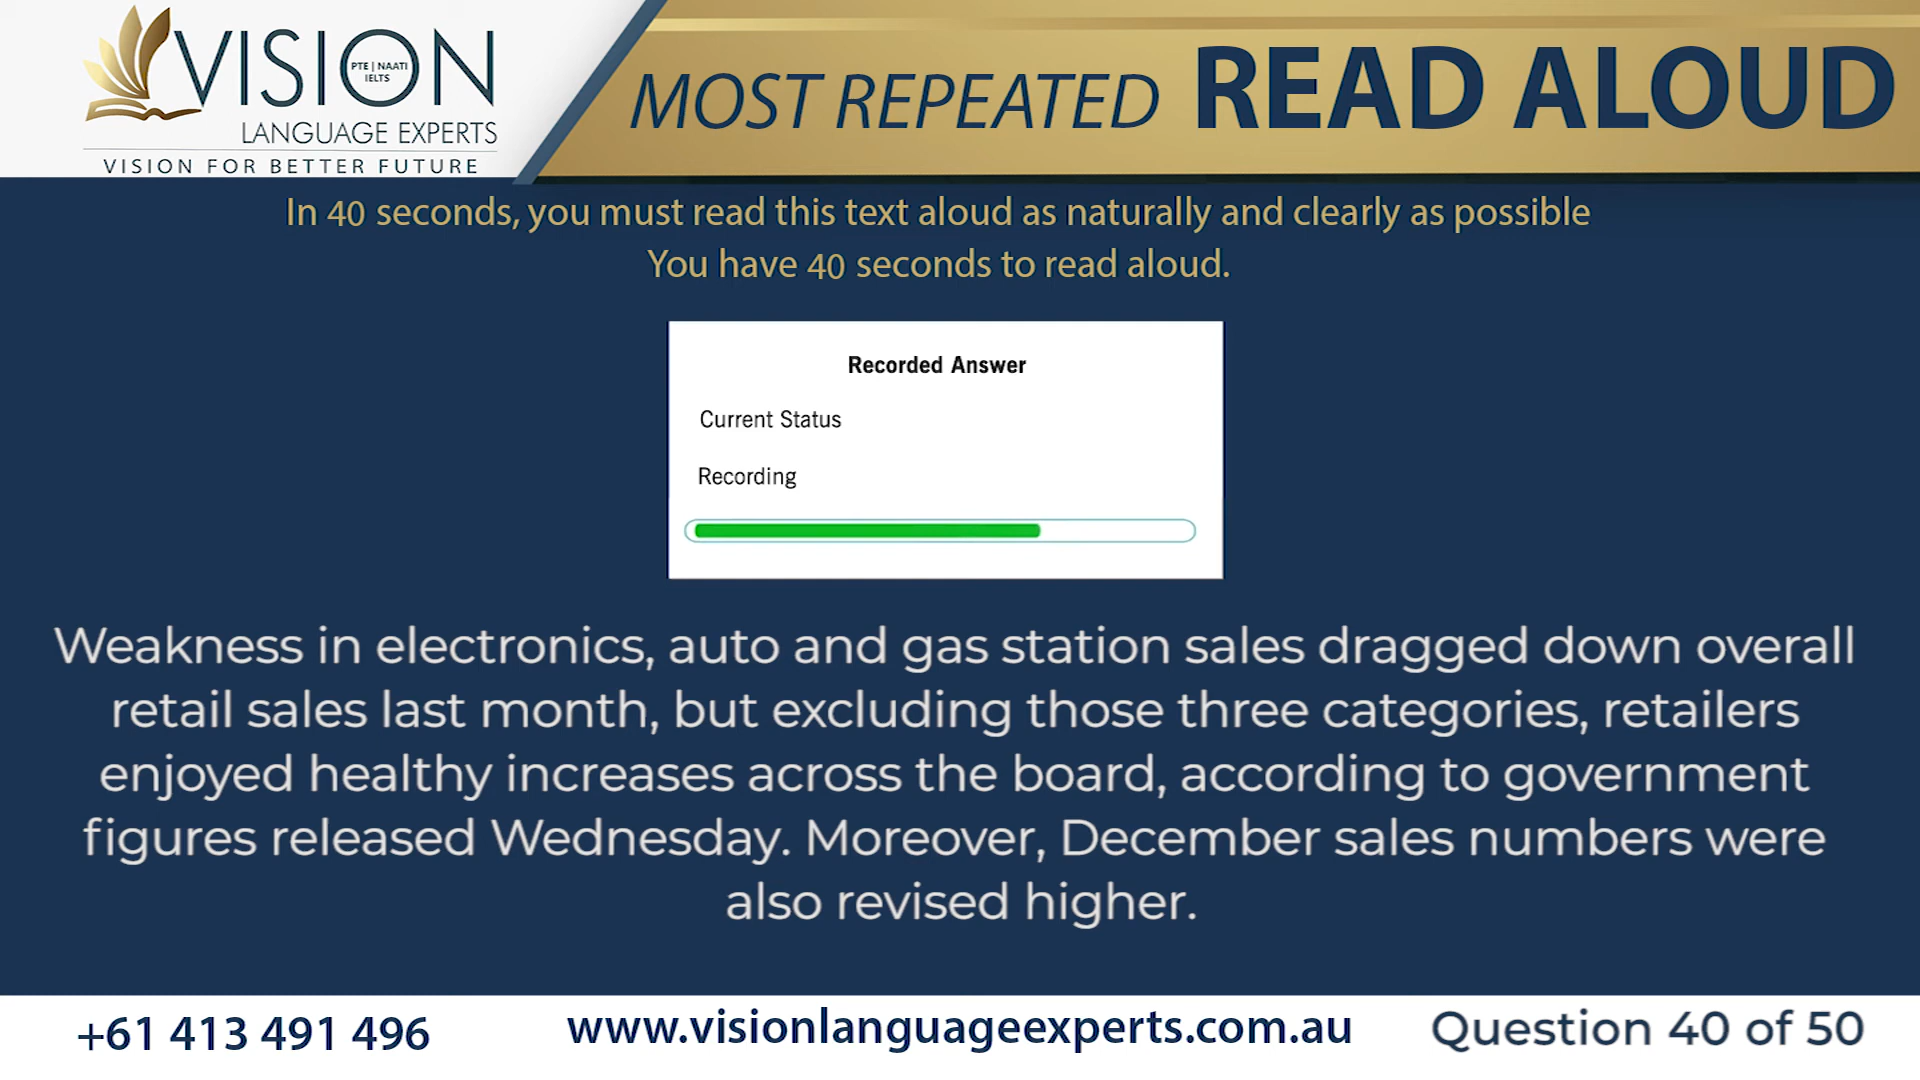 VISION
PTE | NAATI
IELTS
LANGUAGE EXPERTS
VISION FOR BETTER FUTURE
MOST REPEATED READ ALOUD
In 40 seconds, you must read this text aloud as naturally and clearly as possible
You have 40 seconds to read aloud.
Recorded Answer
Current Status
Recording
Weakness in electronics, auto and gas station sales dragged down overall
retail sales last month, but excluding those three categories, retailers
enjoyed healthy increases across the board, according to government
figures released Wednesday. Moreover, December sales numbers were
also revised higher.
+61 413 491 496
www.visionlanguageexperts.com.au
Question 40 of 50